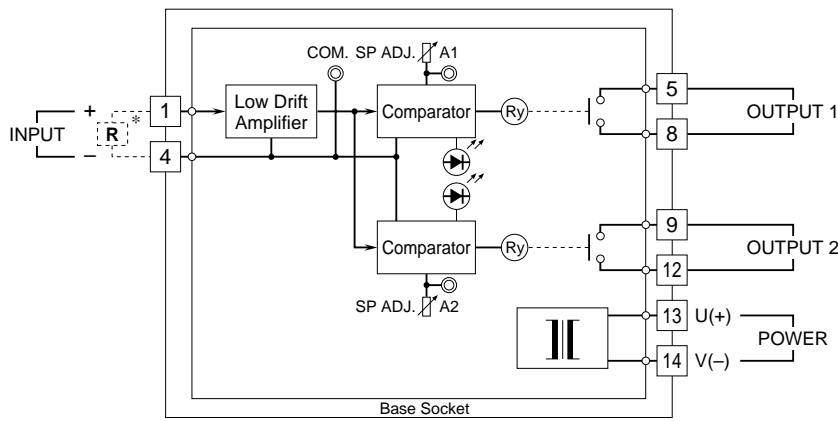 COM. SP ADJ. A1
1
Low Drift
Amplifier
Comparator
Ry
5
OUTPUT 1
8
INPUT
+
R *
–
4
Comparator
Ry
9
OUTPUT 2
12
SP ADJ. A2
13 U(+)
POWER
14 V(–)
Base Socket